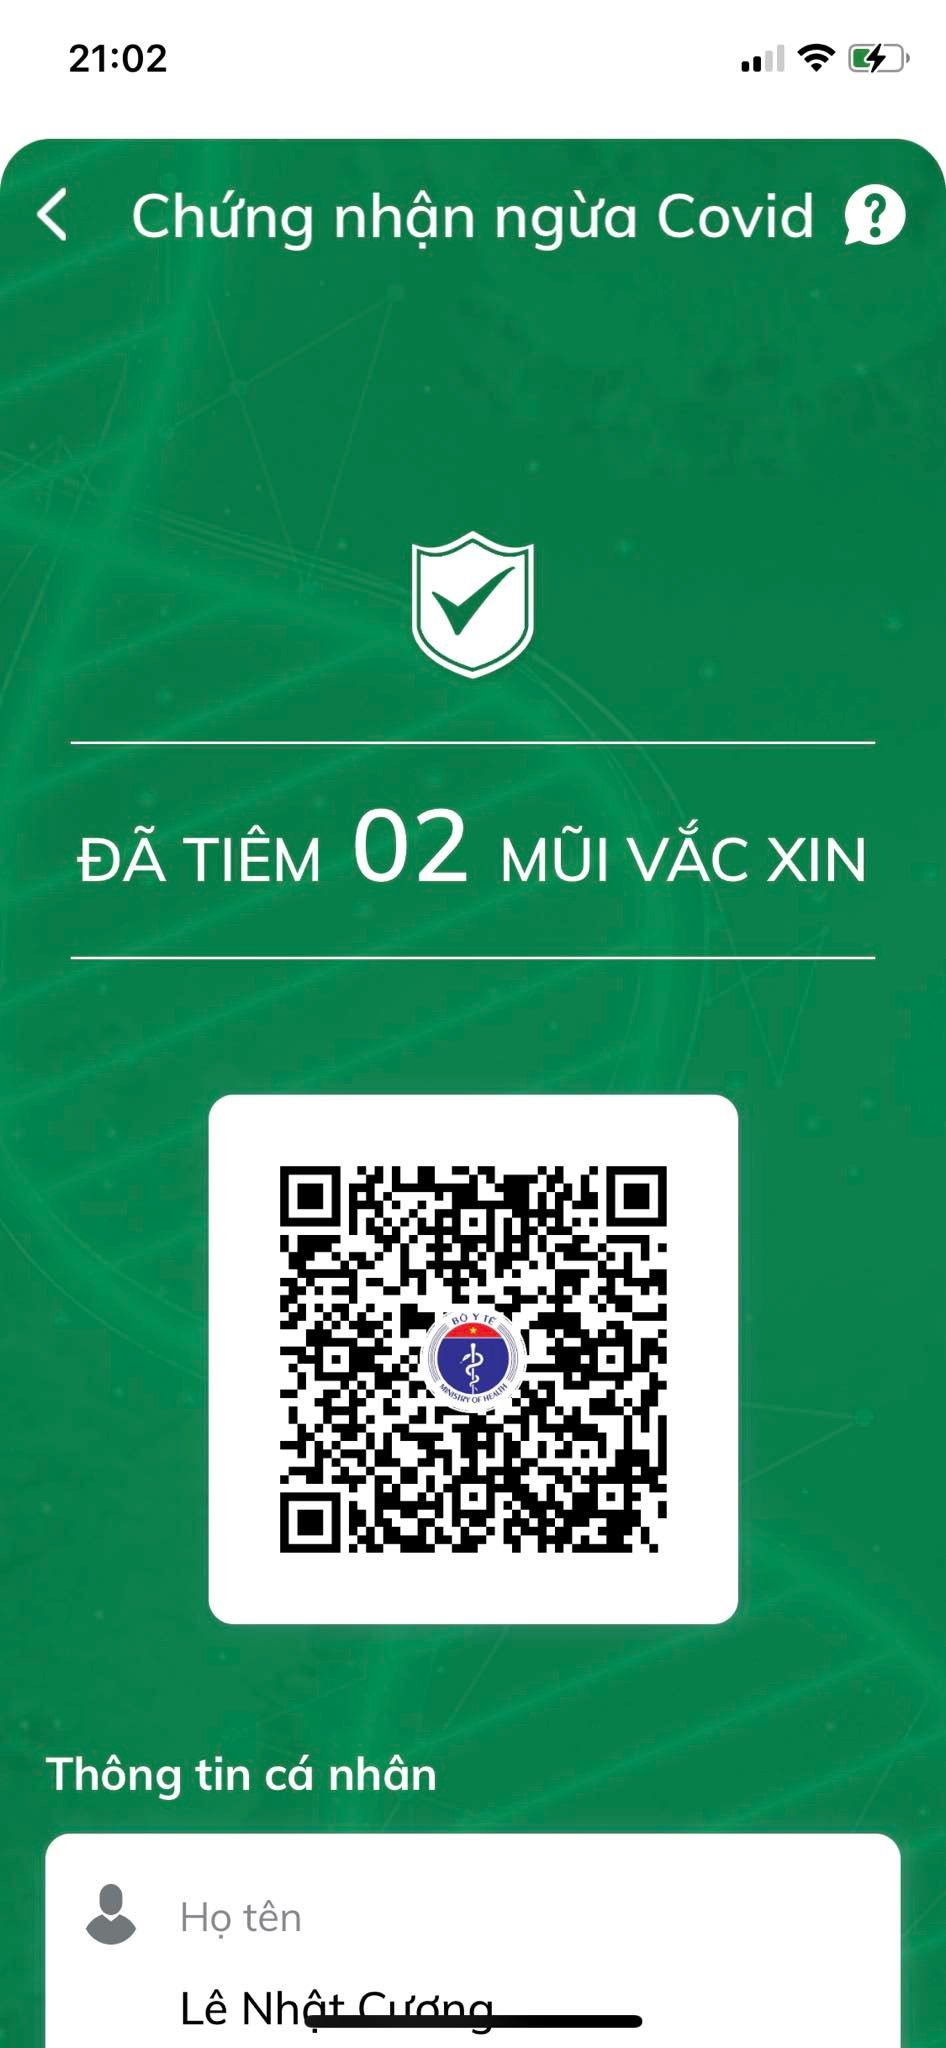 21:02
Chứng nhận ngừa Covid
ĐÃ TIÊM 02 MŨI VẮC XIN
BỘ Y TẾ
MINISTRY OF HEALTH
Thông tin cá nhân
Họ tên
Lê Nhật Cương